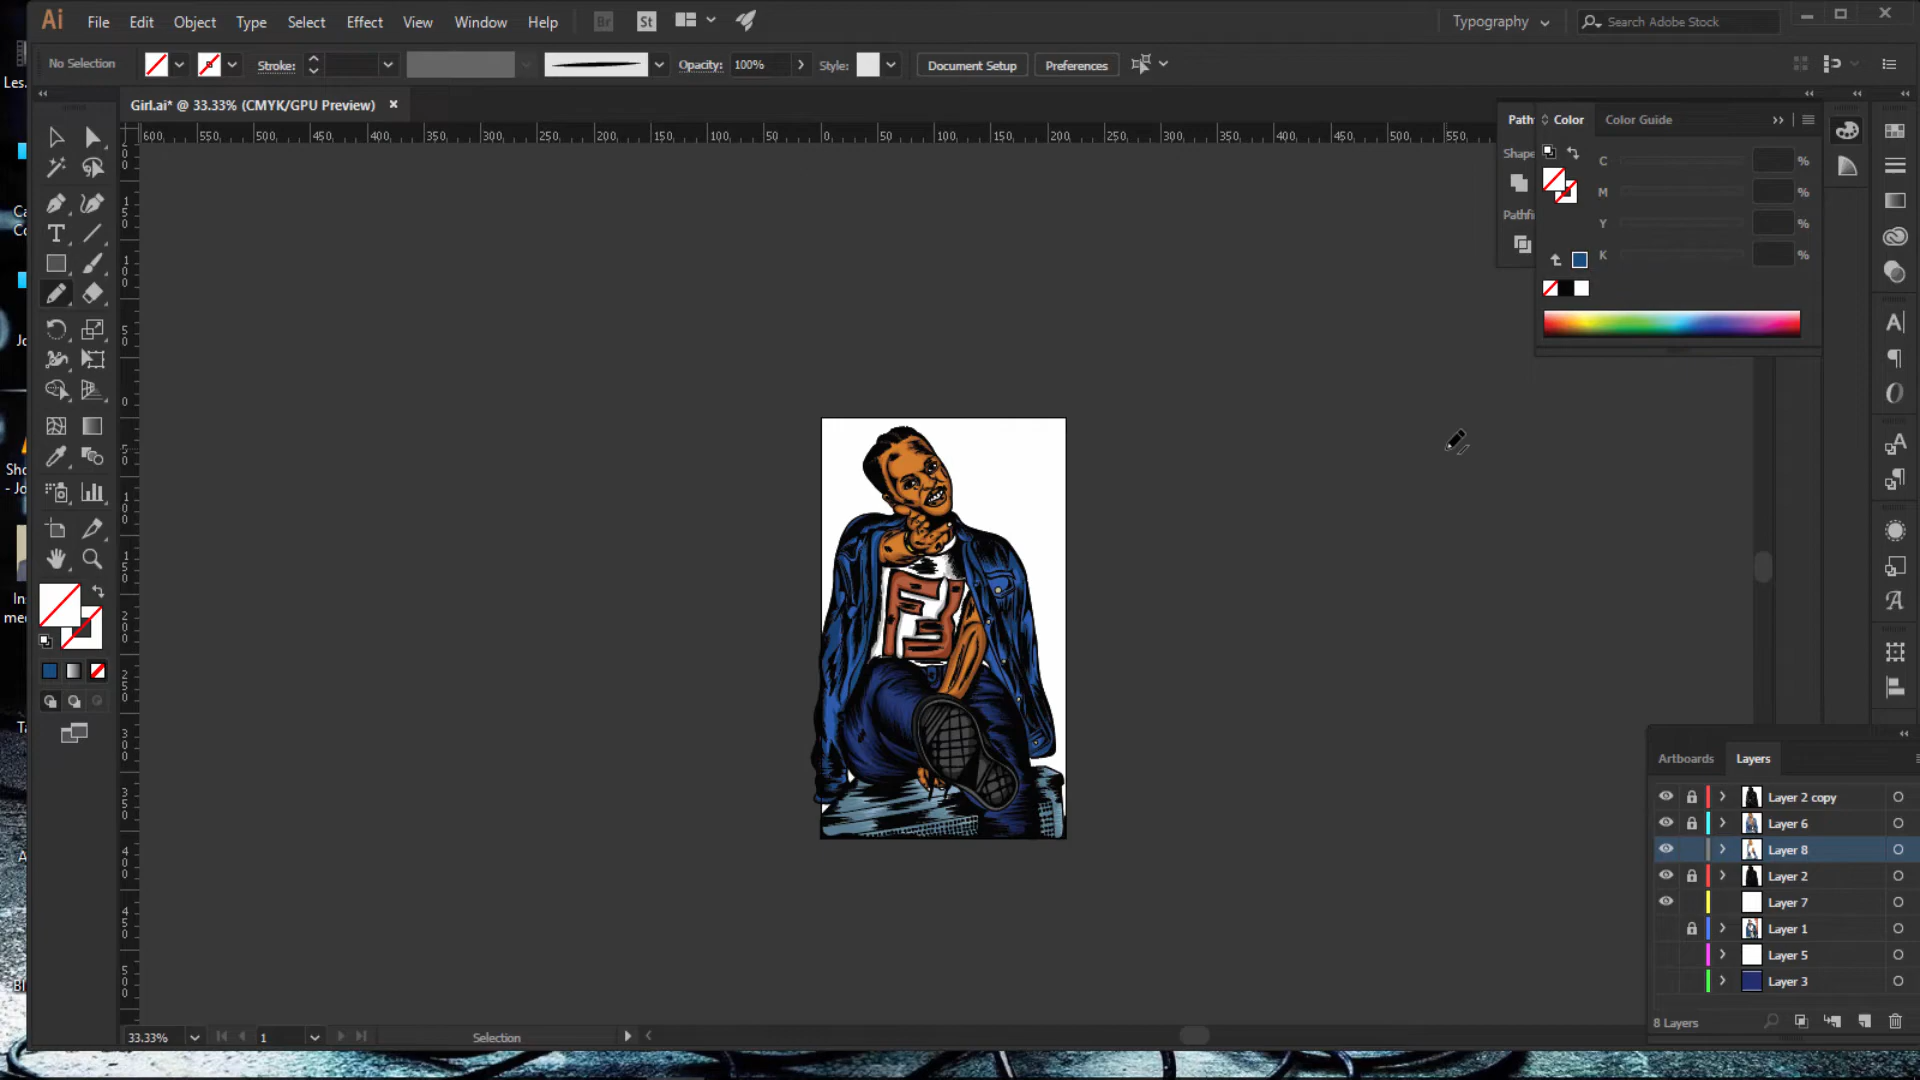 Ai File Edit Object Type Select Effect View Window Help Br St Typography Search Adobe Stock
No Selection Stroke: Opacity: 100% Style: Document Setup Preferences
Girl.ai* @ 33.33% (CMYK/GPU Preview) ×
600 550 500 450 400 350 300 250 200 150 100 50 0 50 100 150 200 250 300 350 400 450 500 550
Color Color Guide
Shape
C %
M %
Pathfi
Y %
K %
Artboards Layers
Layer 2 copy
Layer 6
Layer 8
Layer 2
Layer 7
Layer 1
Layer 5
Layer 3
8 Layers
33.33% 1 Selection